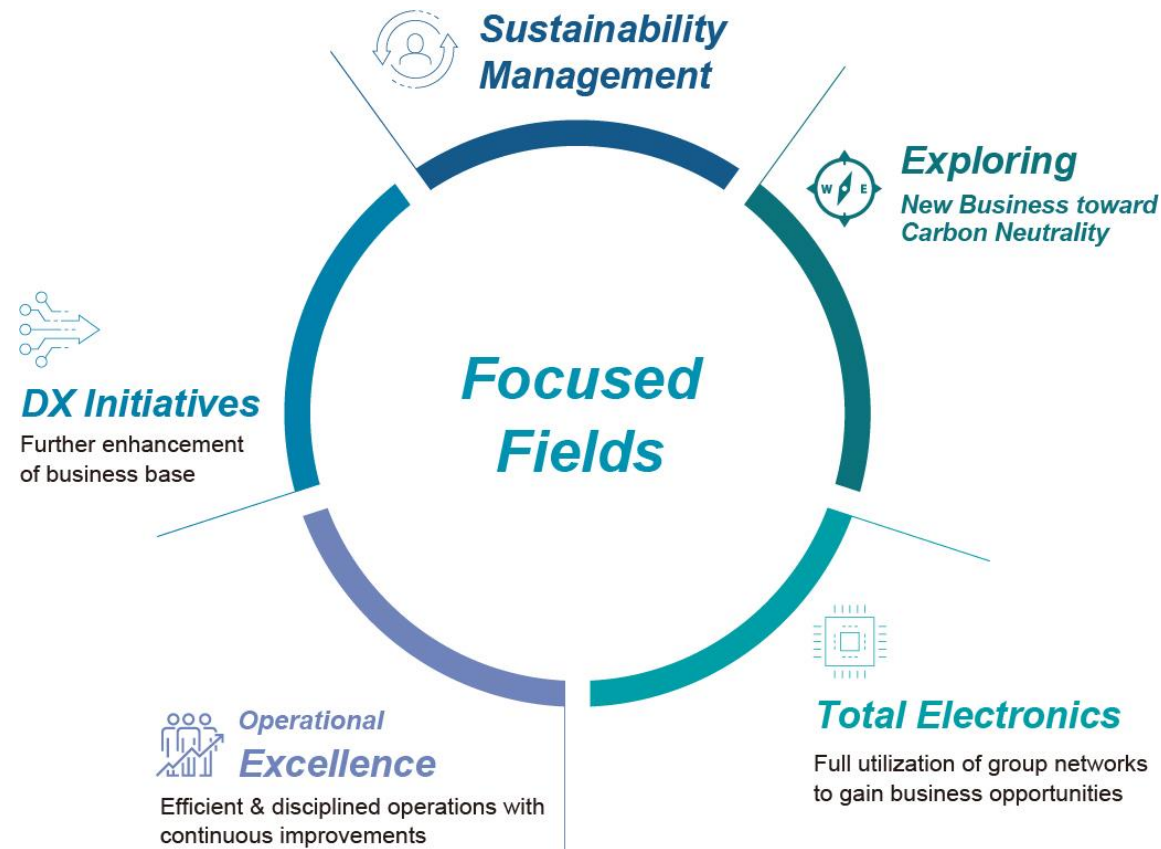 Sustainability
Management
Exploring
New Business toward
Carbon Neutrality
W E
DX Initiatives
Further enhancement
of business base
Focused
Fields
Total Electronics
Full utilization of group networks
to gain business opportunities
Operational
Excellence
Efficient & disciplined operations with
continuous improvements